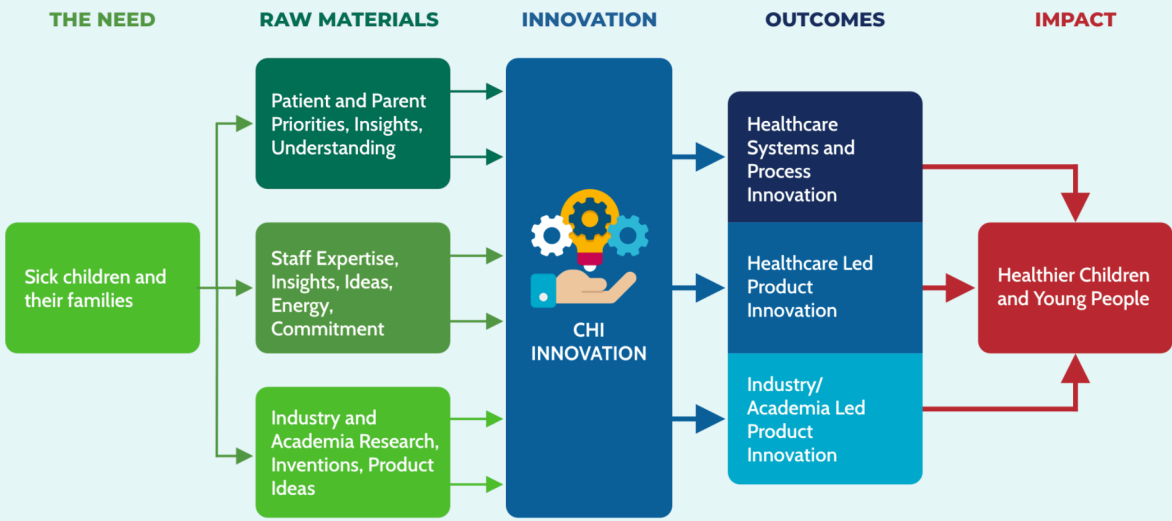 THE NEED
RAW MATERIALS
INNOVATION
OUTCOMES
IMPACT
Sick children and
their families
Patient and Parent
Priorities, Insights,
Understanding
Staff Expertise,
Insights, Ideas,
Energy,
Commitment
Industry and
Academia Research,
Inventions, Product
Ideas
CHI
INNOVATION
Healthcare
Systems and
Process
Innovation
Healthcare Led
Product
Innovation
Industry/
Academia Led
Product
Innovation
Healthier Children
and Young People